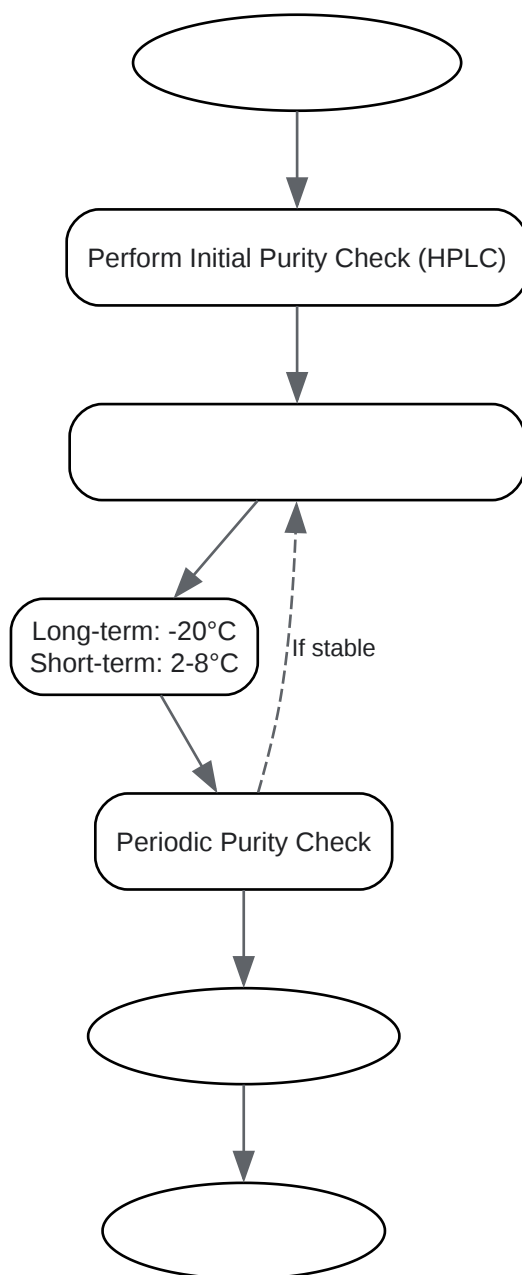 Perform Initial Purity Check (HPLC)
Long-term: -20°C
Short-term: 2-8°C
If stable
Periodic Purity Check